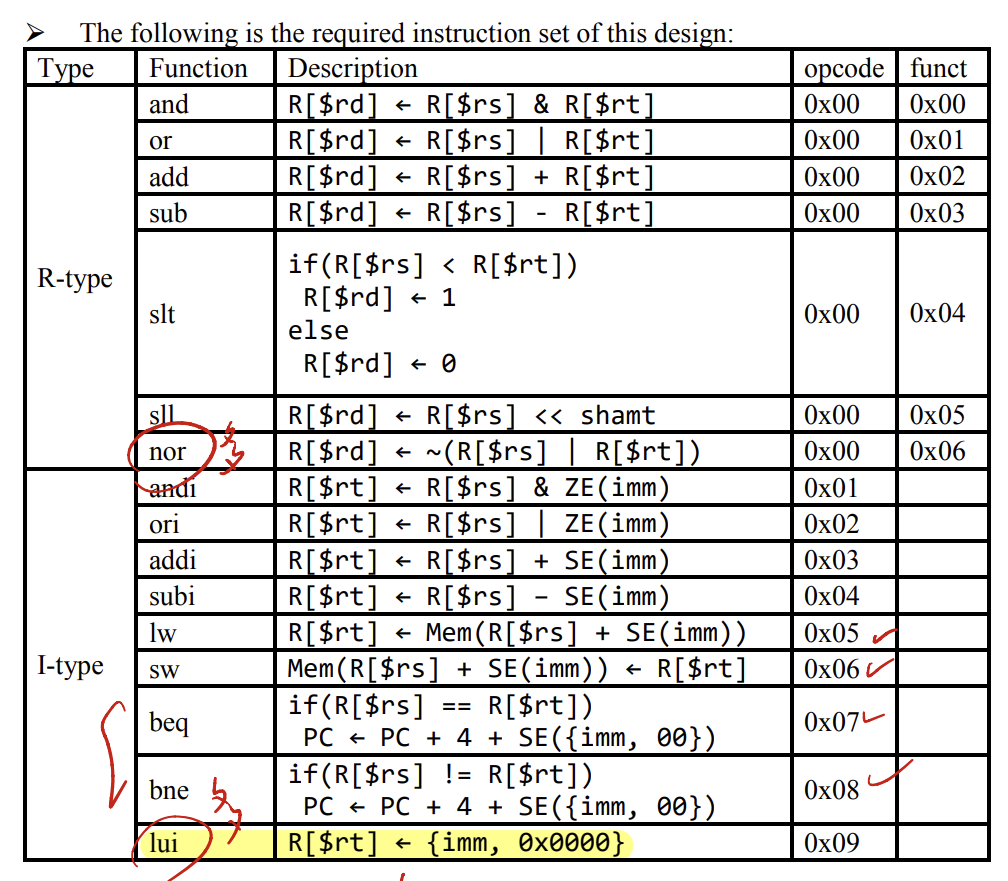 ➢ The following is the required instruction set of this design:
Type Function Description opcode funct
R-type
and R[$rd] ← R[$rs] & R[$rt] 0x00 0x00
or R[$rd] ← R[$rs] | R[$rt] 0x00 0x01
add R[$rd] ← R[$rs] + R[$rt] 0x00 0x02
sub R[$rd] ← R[$rs] - R[$rt] 0x00 0x03
slt if(R[$rs] < R[$rt])
R[$rd] ← 1
else
R[$rd] ← 0
0x00 0x04
sll R[$rd] ← R[$rs] << shamt 0x00 0x05
nor R[$rd] ← ~(R[$rs] | R[$rt]) 0x00 0x06
I-type
andi R[$rt] ← R[$rs] & ZE(imm) 0x01
ori R[$rt] ← R[$rs] | ZE(imm) 0x02
addi R[$rt] ← R[$rs] + SE(imm) 0x03
subi R[$rt] ← R[$rs] – SE(imm) 0x04
lw R[$rt] ← Mem(R[$rs] + SE(imm)) 0x05
sw Mem(R[$rs] + SE(imm)) ← R[$rt] 0x06
beq if(R[$rs] == R[$rt])
PC ← PC + 4 + SE({imm, 00})
0x07
bne if(R[$rs] != R[$rt])
PC ← PC + 4 + SE({imm, 00})
0x08
lui R[$rt] ← {imm, 0x0000} 0x09